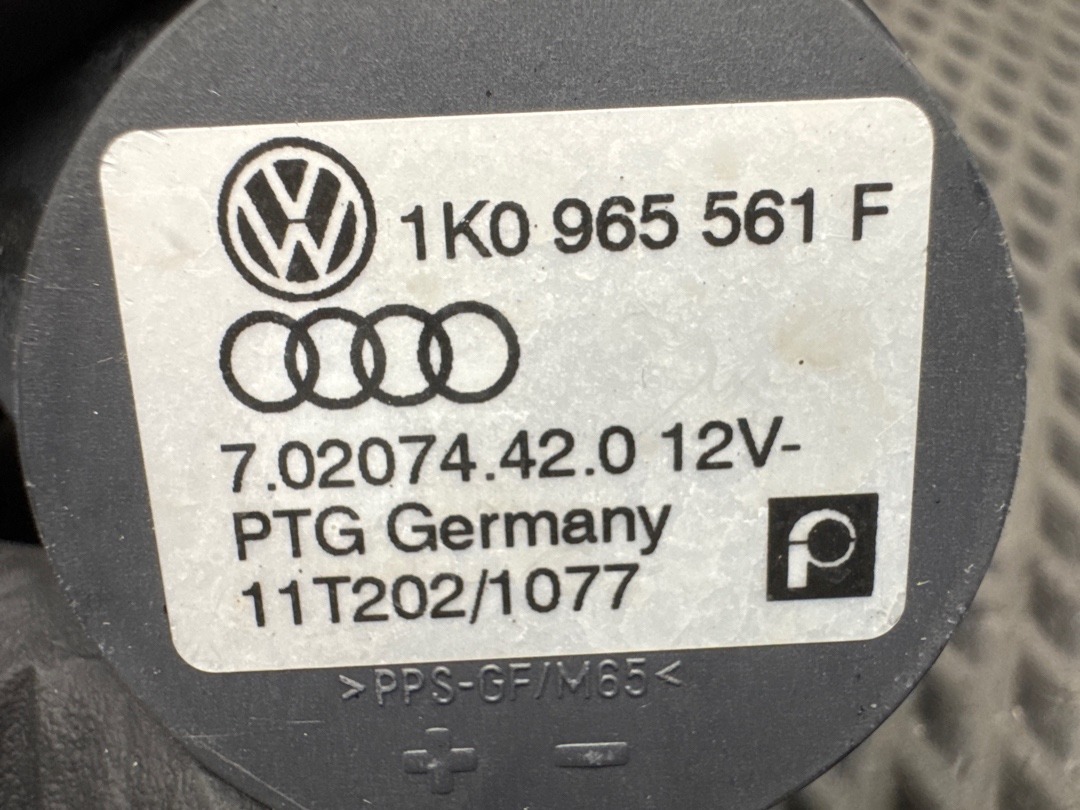 1K0 965 561 F
7.02074.42.0 12V-
PTG Germany
11T202/1077
>PPS-GF/M65<
+ -